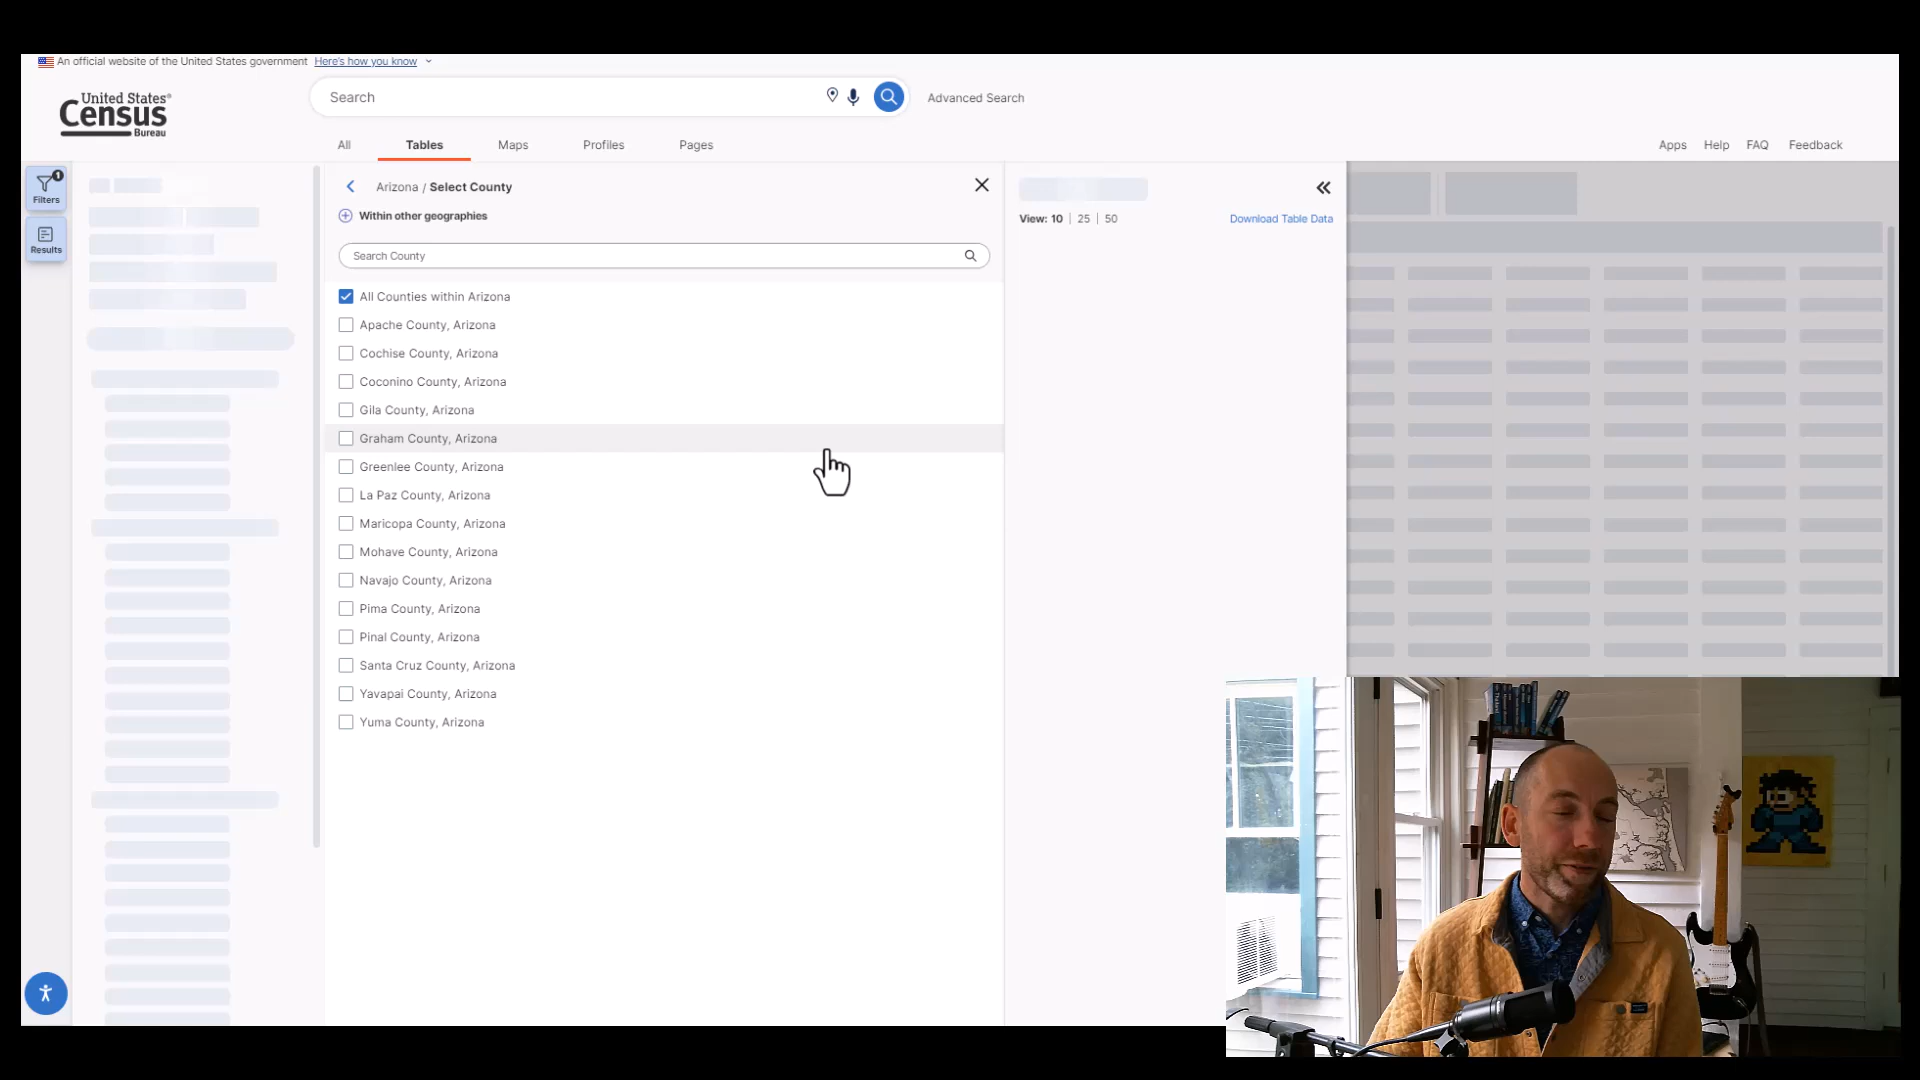 An official website of the United States government Here's how you know
United States®
Census
Bureau
Search
Advanced Search
All
Tables
Maps
Profiles
Pages
Apps
Help
FAQ
Feedback
1
Filters
Results
Arizona / Select County
Within other geographies
Search County
All Counties within Arizona
Apache County, Arizona
Cochise County, Arizona
Coconino County, Arizona
Gila County, Arizona
Graham County, Arizona
Greenlee County, Arizona
La Paz County, Arizona
Maricopa County, Arizona
Mohave County, Arizona
Navajo County, Arizona
Pima County, Arizona
Pinal County, Arizona
Santa Cruz County, Arizona
Yavapai County, Arizona
Yuma County, Arizona
View: 10 | 25 | 50
Download Table Data